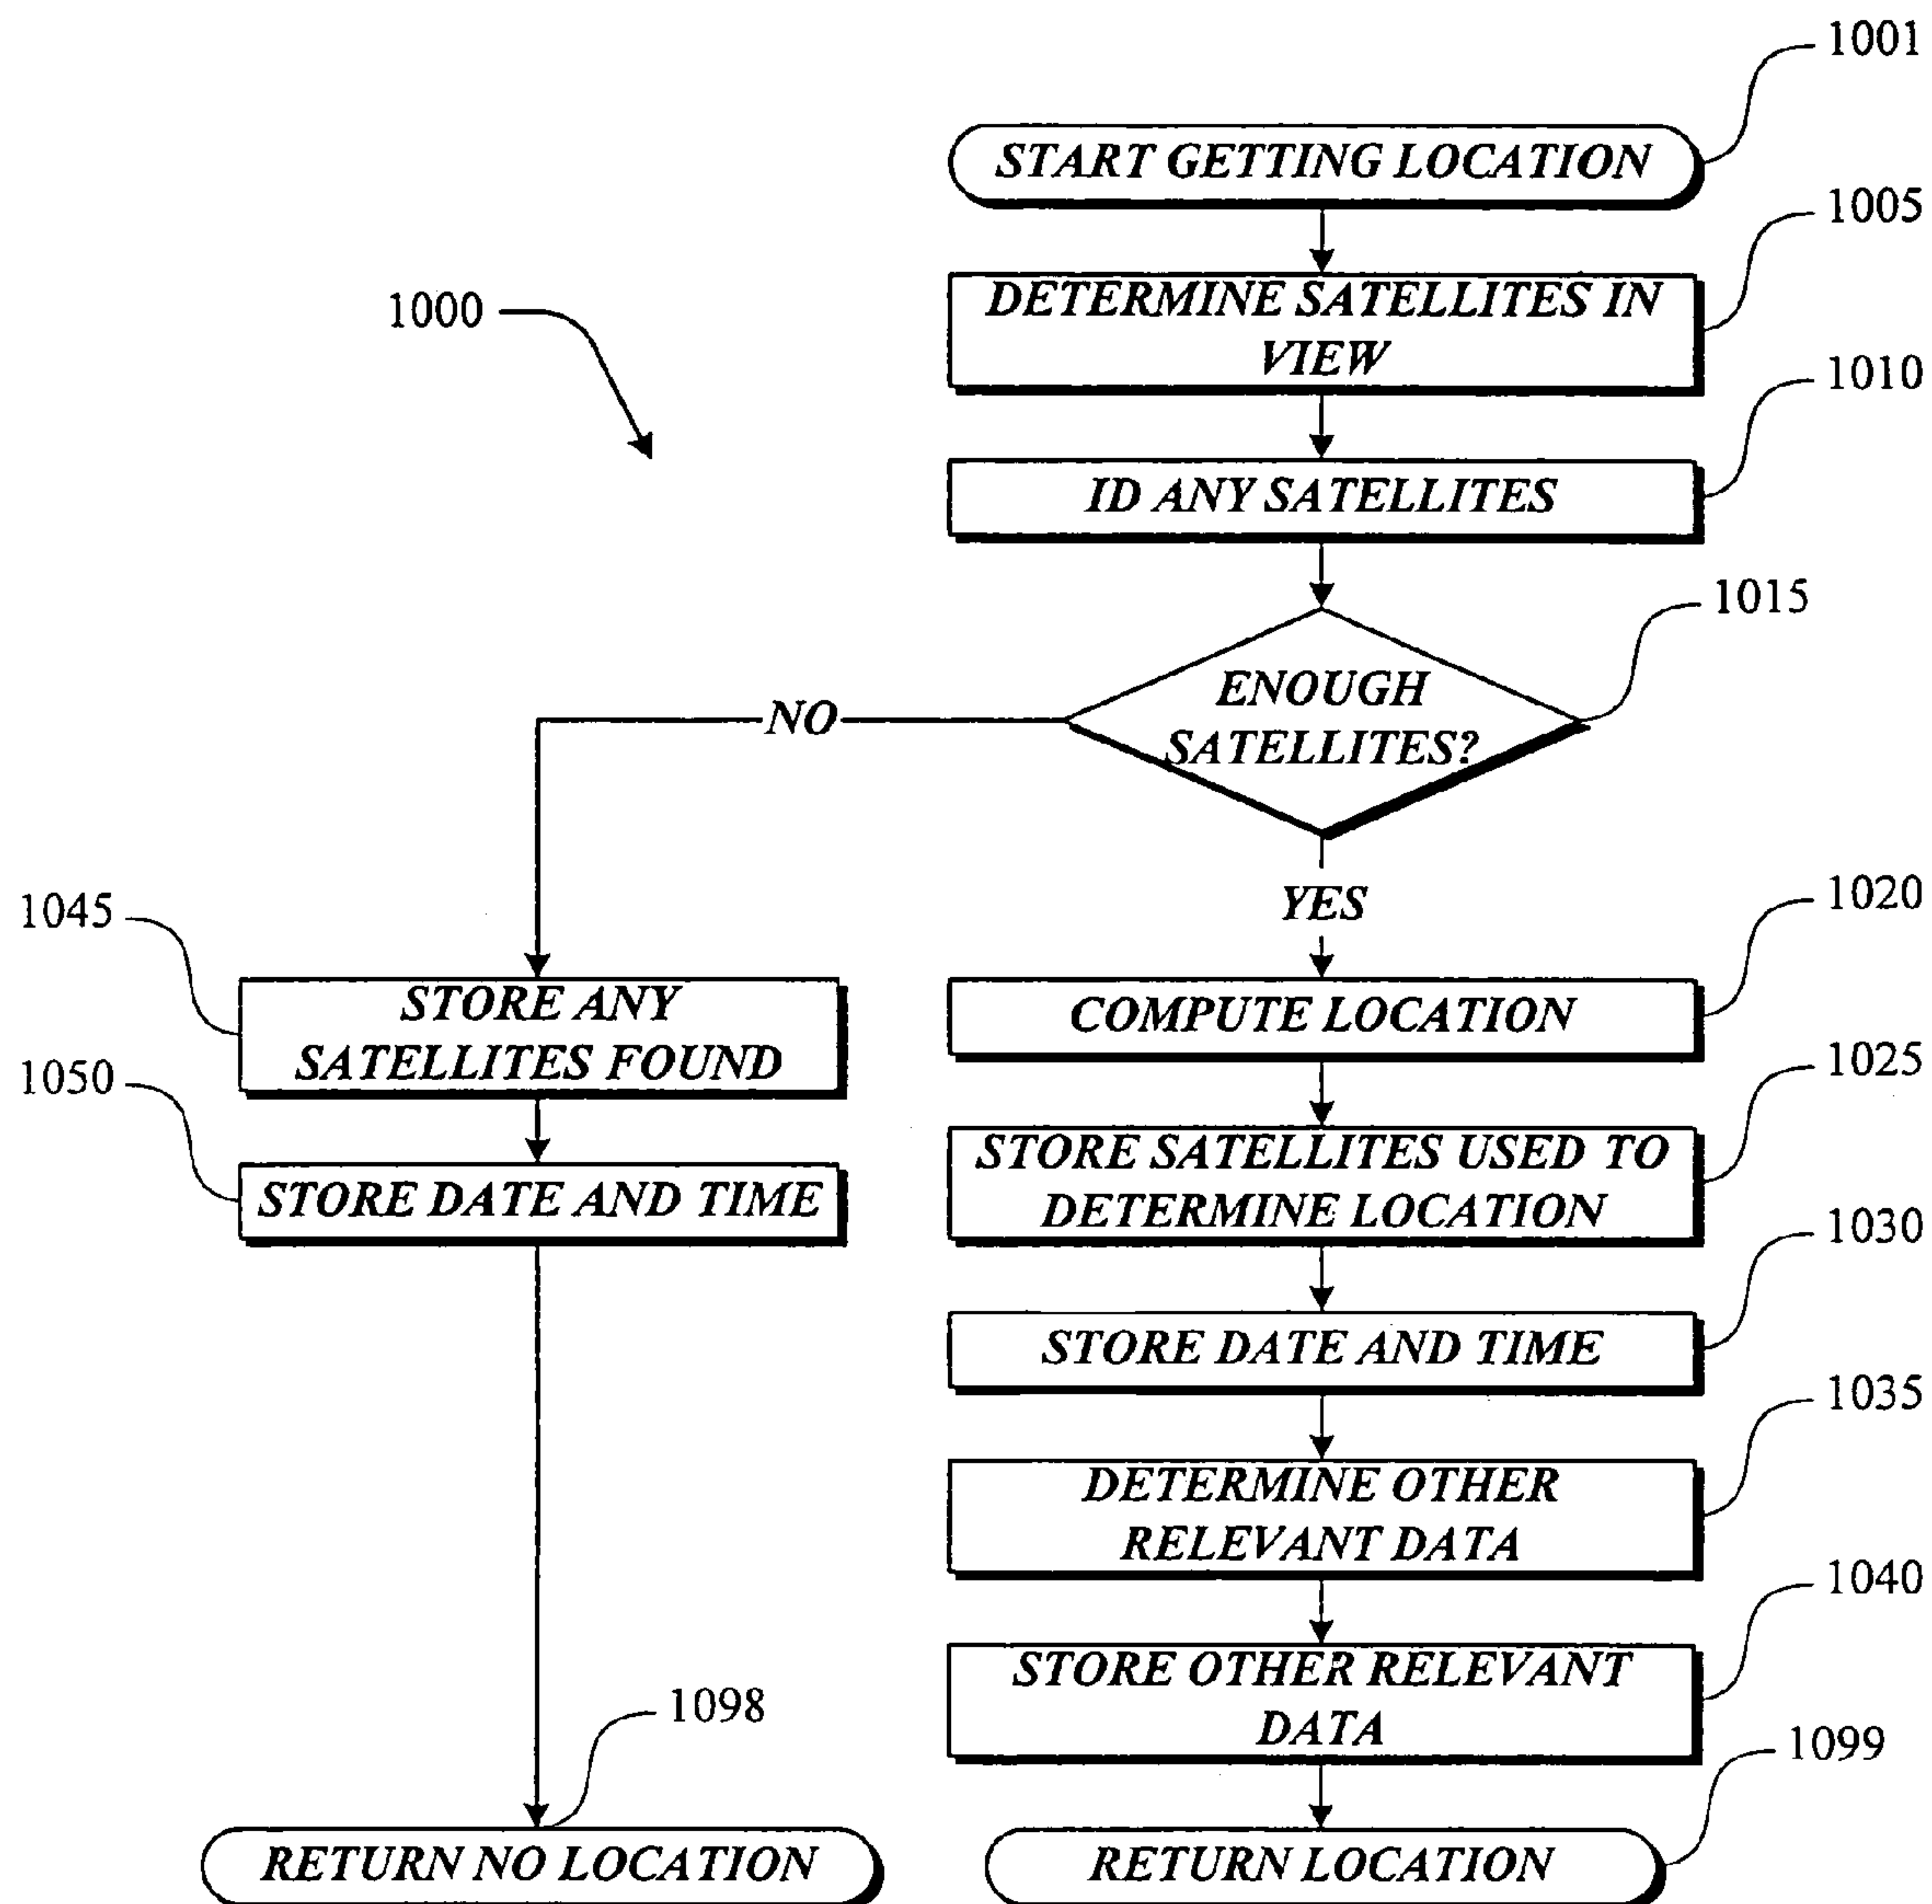 1001
START GETTING LOCATION
1005
DETERMINE SATELLITES IN
VIEW
1000
1010
ID ANY SATELLITES
1015
ENOUGH
SATELLITES?
NO
YES
1045
STORE ANY
SATELLITES FOUND
1050
STORE DATE AND TIME
1020
COMPUTE LOCATION
1025
STORE SATELLITES USED TO
DETERMINE LOCATION
1030
STORE DATE AND TIME
1035
DETERMINE OTHER
RELEVANT DATA
1040
STORE OTHER RELEVANT
DATA
1098
RETURN NO LOCATION
1099
RETURN LOCATION